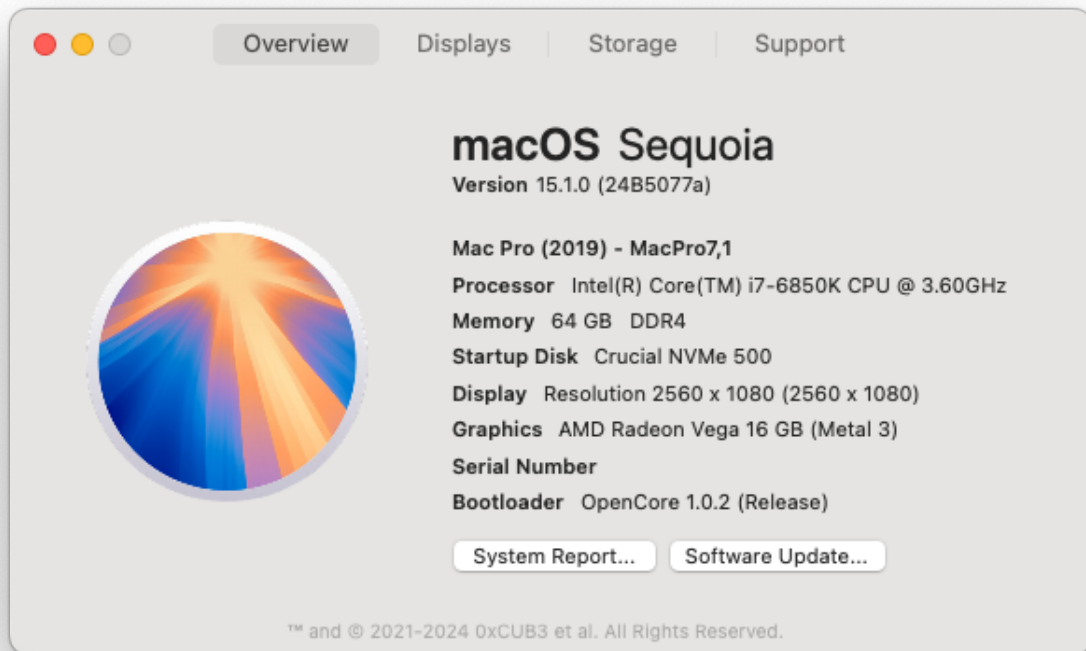 Overview Displays Storage Support
macOS Sequoia
Version 15.1.0 (24B5077a)
Mac Pro (2019) - MacPro7,1
Processor Intel(R) Core(TM) i7-6850K CPU @ 3.60GHz
Memory 64 GB DDR4
Startup Disk Crucial NVMe 500
Display Resolution 2560 x 1080 (2560 x 1080)
Graphics AMD Radeon Vega 16 GB (Metal 3)
Serial Number
Bootloader OpenCore 1.0.2 (Release)
System Report... Software Update...
™ and © 2021-2024 0xCUB3 et al. All Rights Reserved.